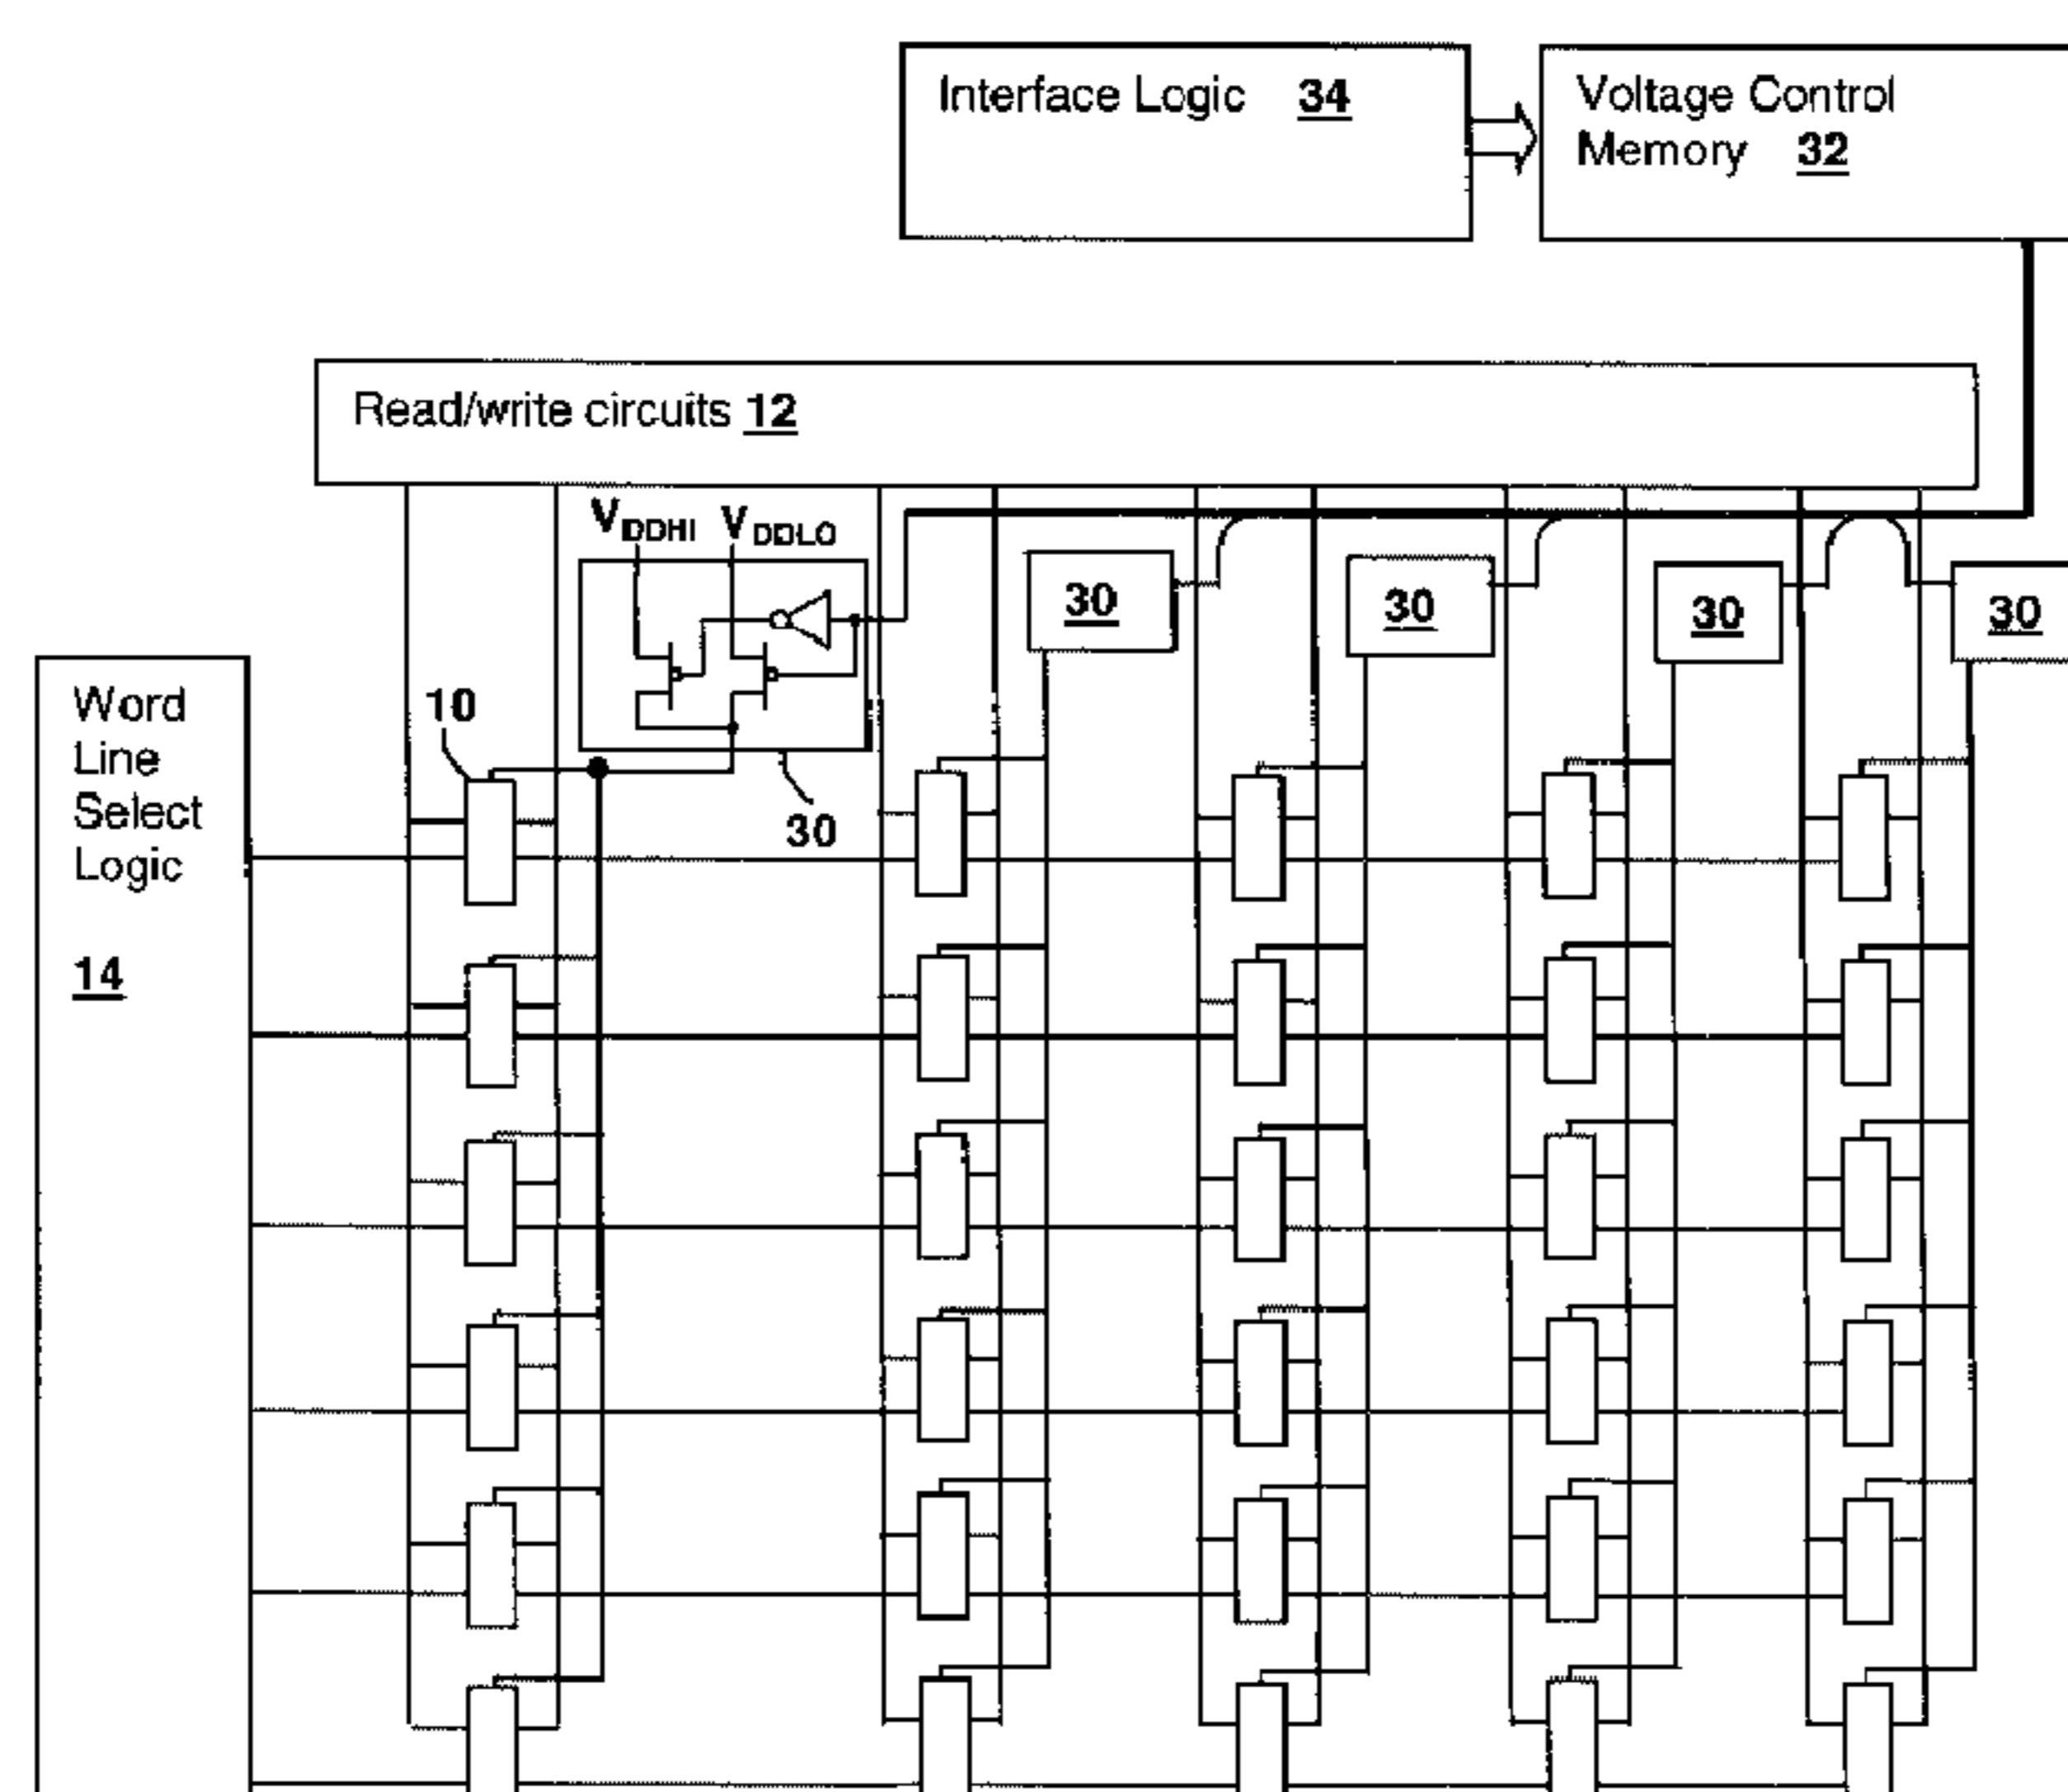 Interface Logic 34
Voltage Control
Memory 32
Read/write circuits 12
VDDHI VDDLO
30
30
30
30
Word
Line
Select
Logic
14
10
30